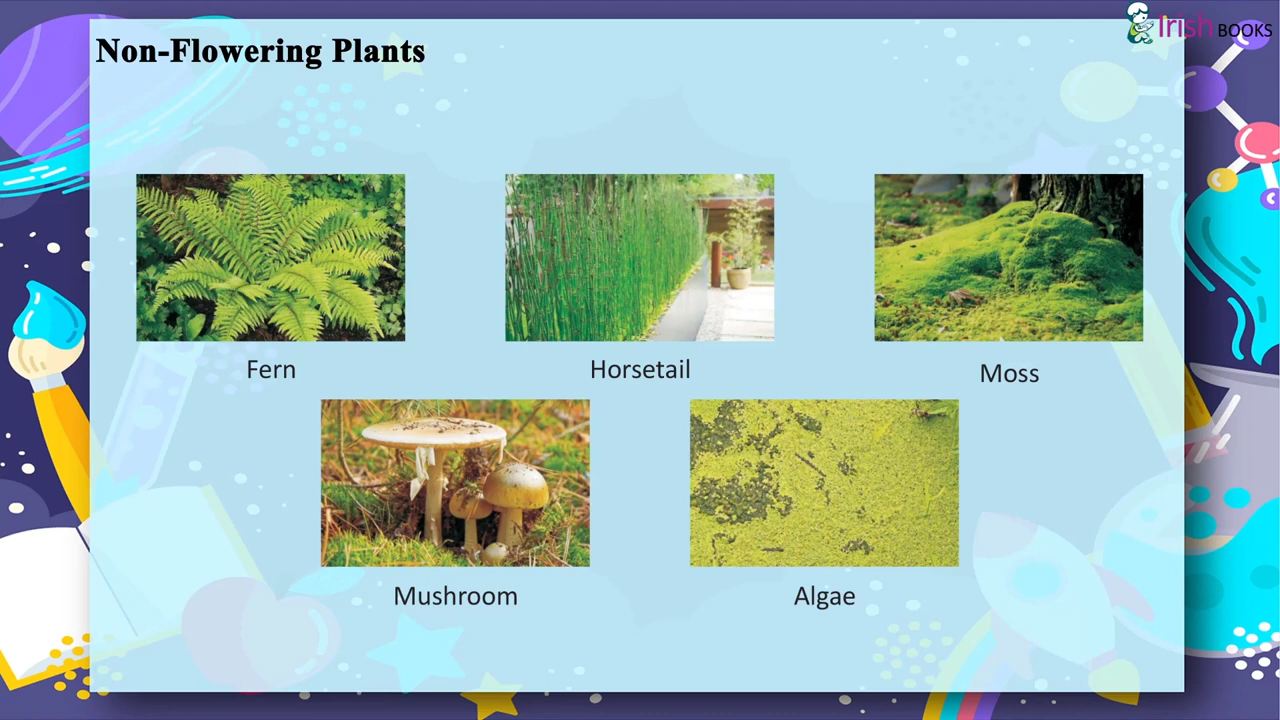 Irish BOOKS
Non-Flowering Plants
Fern
Horsetail
Moss
Mushroom
Algae